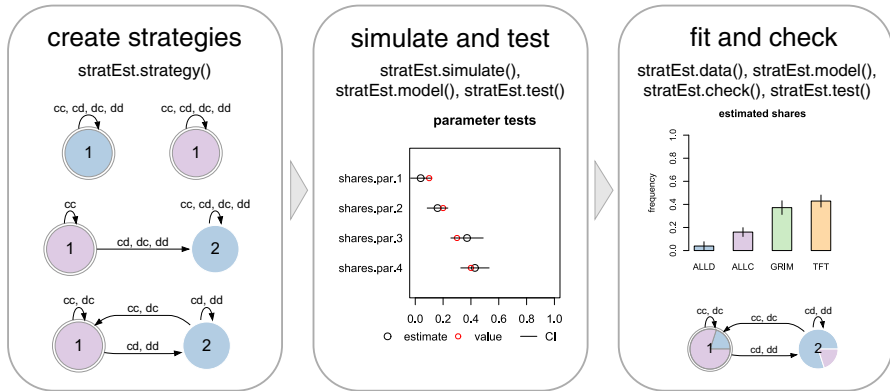 create strategies
stratEst.strategy()
cc, cd, dc, dd
cc, cd, dc, dd
1
1
cc
cc, cd, dc, dd
1
cd, dc, dd
2
cc, dc
cc, dc
cd, dd
1
2
cd, dd
simulate and test
stratEst.simulate(),
stratEst.model(), stratEst.test()
parameter tests
shares.par.1
shares.par.2
shares.par.3
shares.par.4
0.0 0.2 0.4 0.6 0.8 1.0
estimate value CI
fit and check
stratEst.data(), stratEst.model(),
stratEst.check(), stratEst.test()
estimated shares
frequency
1.0
0.8
0.6
0.4
0.2
0.0
ALLD ALLC GRIM TFT
cc, dc
cc, dc
cd, dd
1
2
cd, dd